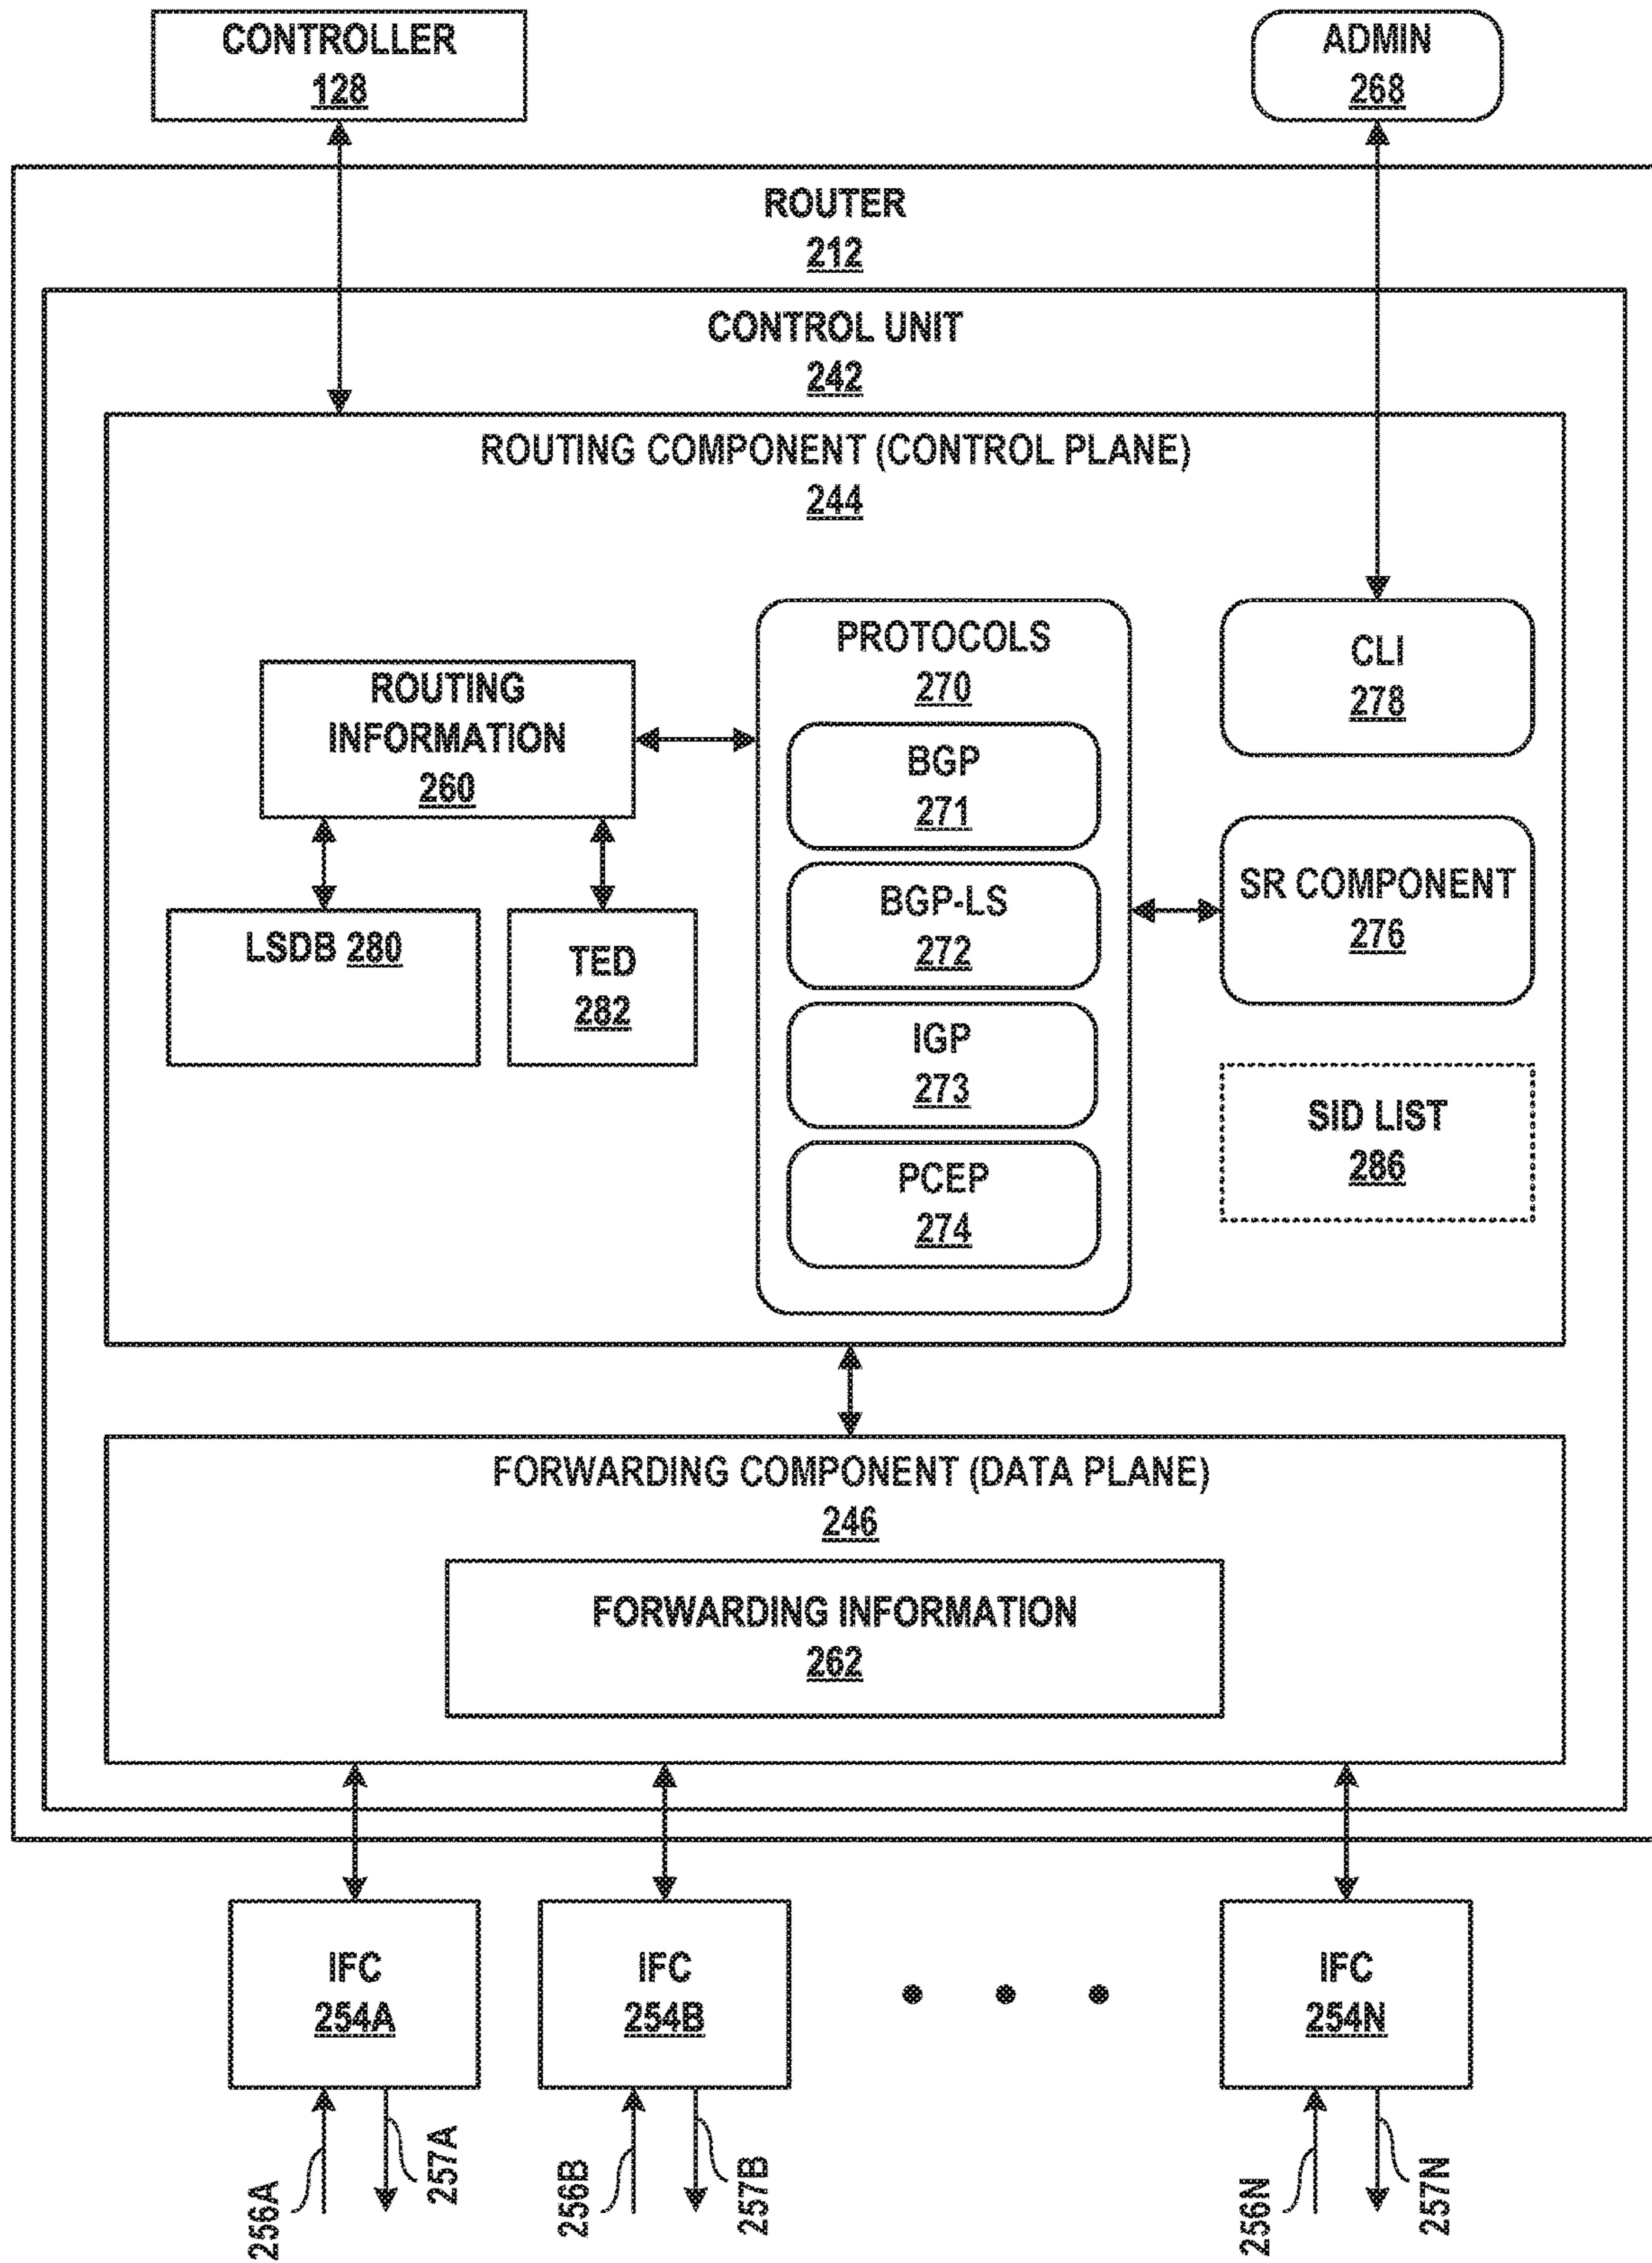 CONTROLLER
128
ADMIN
268
ROUTER
212
CONTROL UNIT
242
ROUTING COMPONENT (CONTROL PLANE)
244
ROUTING
INFORMATION
260
LSDB 280
TED
282
PROTOCOLS
270
BGP
271
BGP-LS
272
IGP
273
PCEP
274
CLI
278
SR COMPONENT
276
SID LIST
286
FORWARDING COMPONENT (DATA PLANE)
246
FORWARDING INFORMATION
262
IFC
254A
IFC
254B
IFC
254N
256A
257A
256B
257B
256N
257N